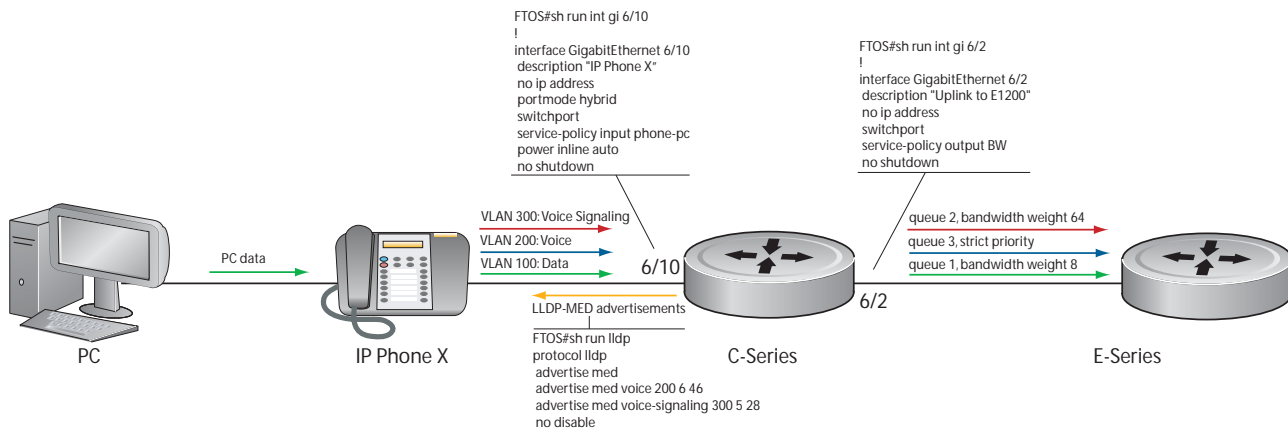 FTOS#sh run int gi 6/10
!
interface GigabitEthernet 6/10
description "IP Phone X"
no ip address
portmode hybrid
switchport
service-policy input phone-pc
power inline auto
no shutdown
FTOS#sh run int gi 6/2
!
interface GigabitEthernet 6/2
description "Uplink to E1200"
no ip address
switchport
service-policy output BW
no shutdown
PC data
VLAN 300: Voice Signaling
VLAN 200: Voice
VLAN 100: Data
6/10
queue 2, bandwidth weight 64
queue 3, strict priority
queue 1, bandwidth weight 8
6/2
LLDP-MED advertisements
FTOS#sh run lldp
protocol lldp
advertise med
advertise med voice 200 6 46
advertise med voice-signaling 300 5 28
no disable
PC
IP Phone X
C-Series
E-Series